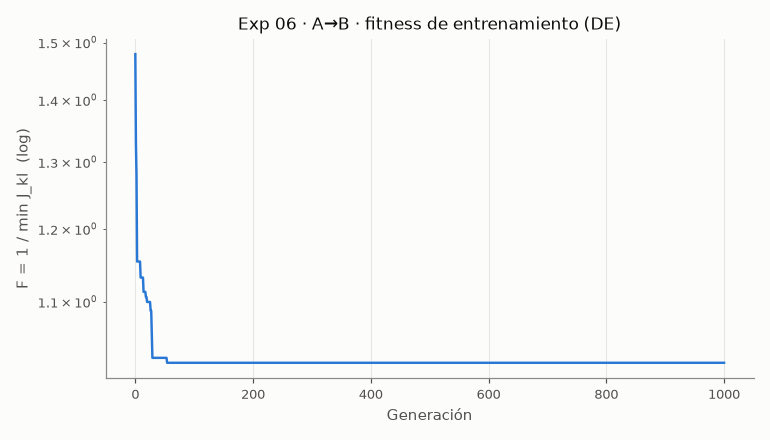 Exp 06 · A→B · fitness de entrenamiento (DE)
F = 1 / min J_kl (log)
1.5 × 10⁰
1.4 × 10⁰
1.3 × 10⁰
1.2 × 10⁰
1.1 × 10⁰
0 200 400 600 800 1000
Generación